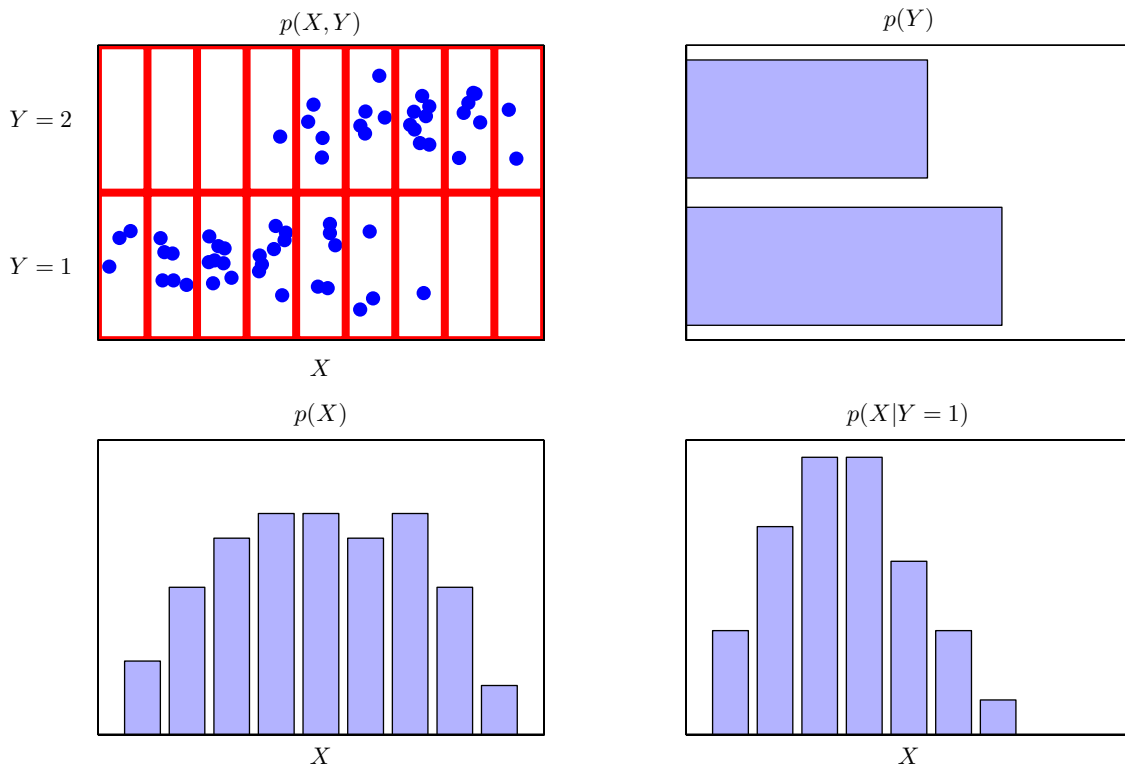 p(X, Y)
p(Y)
Y = 2
Y = 1
X
p(X)
p(X|Y = 1)
X
X